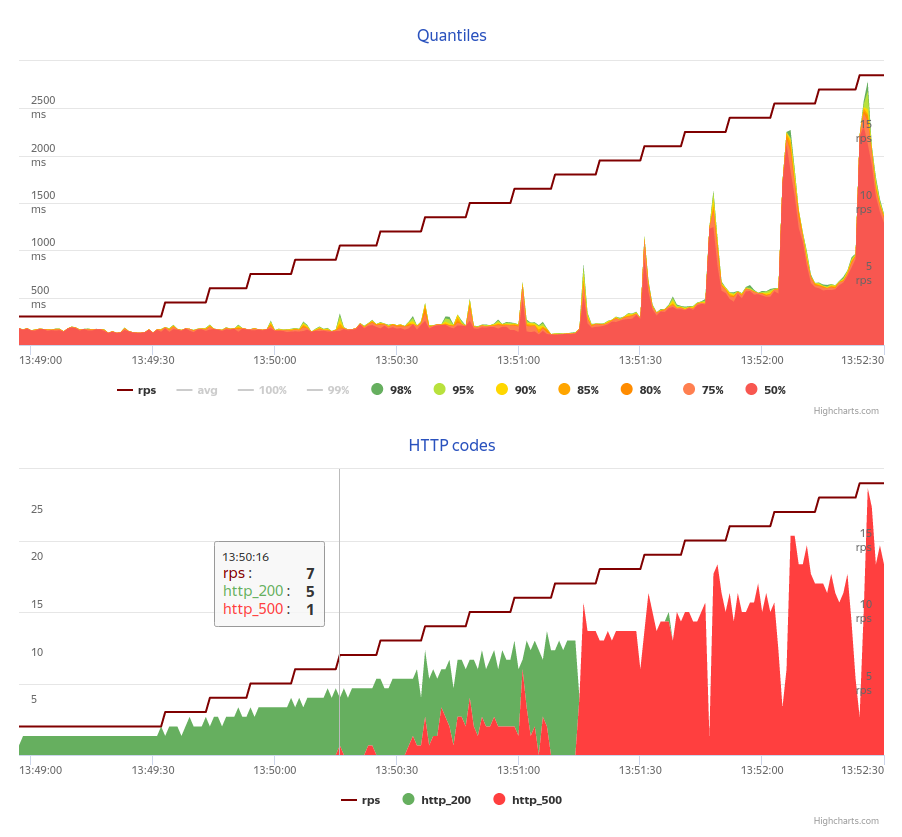 Quantiles
2500
ms
2000
ms
1500
ms
1000
ms
500
ms
15
rps
10
rps
5
rps
13:49:00
13:49:30
13:50:00
13:50:30
13:51:00
13:51:30
13:52:00
13:52:30
rps avg 100% 99% 98% 95% 90% 85% 80% 75% 50%
Highcharts.com
HTTP codes
25
20
15
10
5
15
rps
10
rps
5
rps
13:50:16
rps : 7
http_200 : 5
http_500 : 1
13:49:00
13:49:30
13:50:00
13:50:30
13:51:00
13:51:30
13:52:00
13:52:30
rps http_200 http_500
Highcharts.com